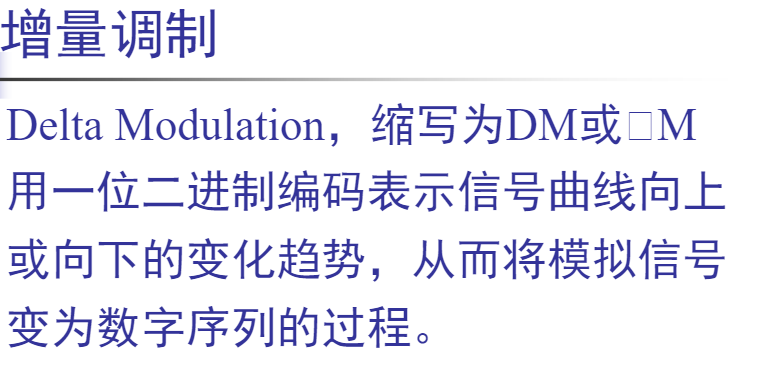 增量调制
Delta Modulation，缩写为DM或□M
用一位二进制编码表示信号曲线向上
或向下的变化趋势，从而将模拟信号
变为数字序列的过程。